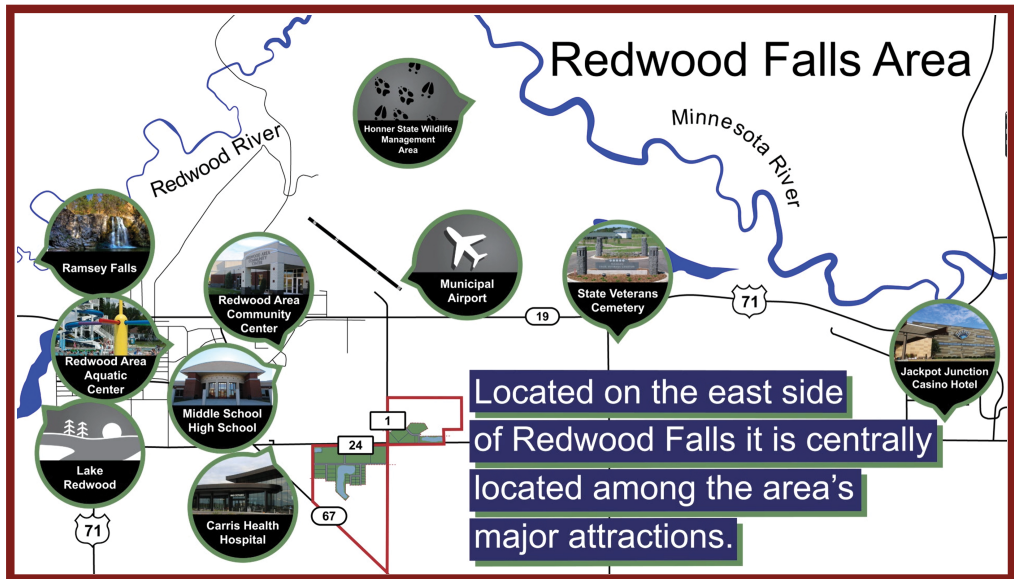 Redwood Falls Area
Honner State Wildlife
Management
Area
Minnesota River
Redwood River
Ramsey Falls
Redwood Area
Community
Center
Municipal
Airport
State Veterans
Cemetery
71
19
Redwood Area
Aquatic
Center
Jackpot Junction
Casino Hotel
Middle School
High School
1
24
Located on the east side
of Redwood Falls it is centrally
located among the area's
major attractions.
Lake
Redwood
67
71
Carris Health
Hospital